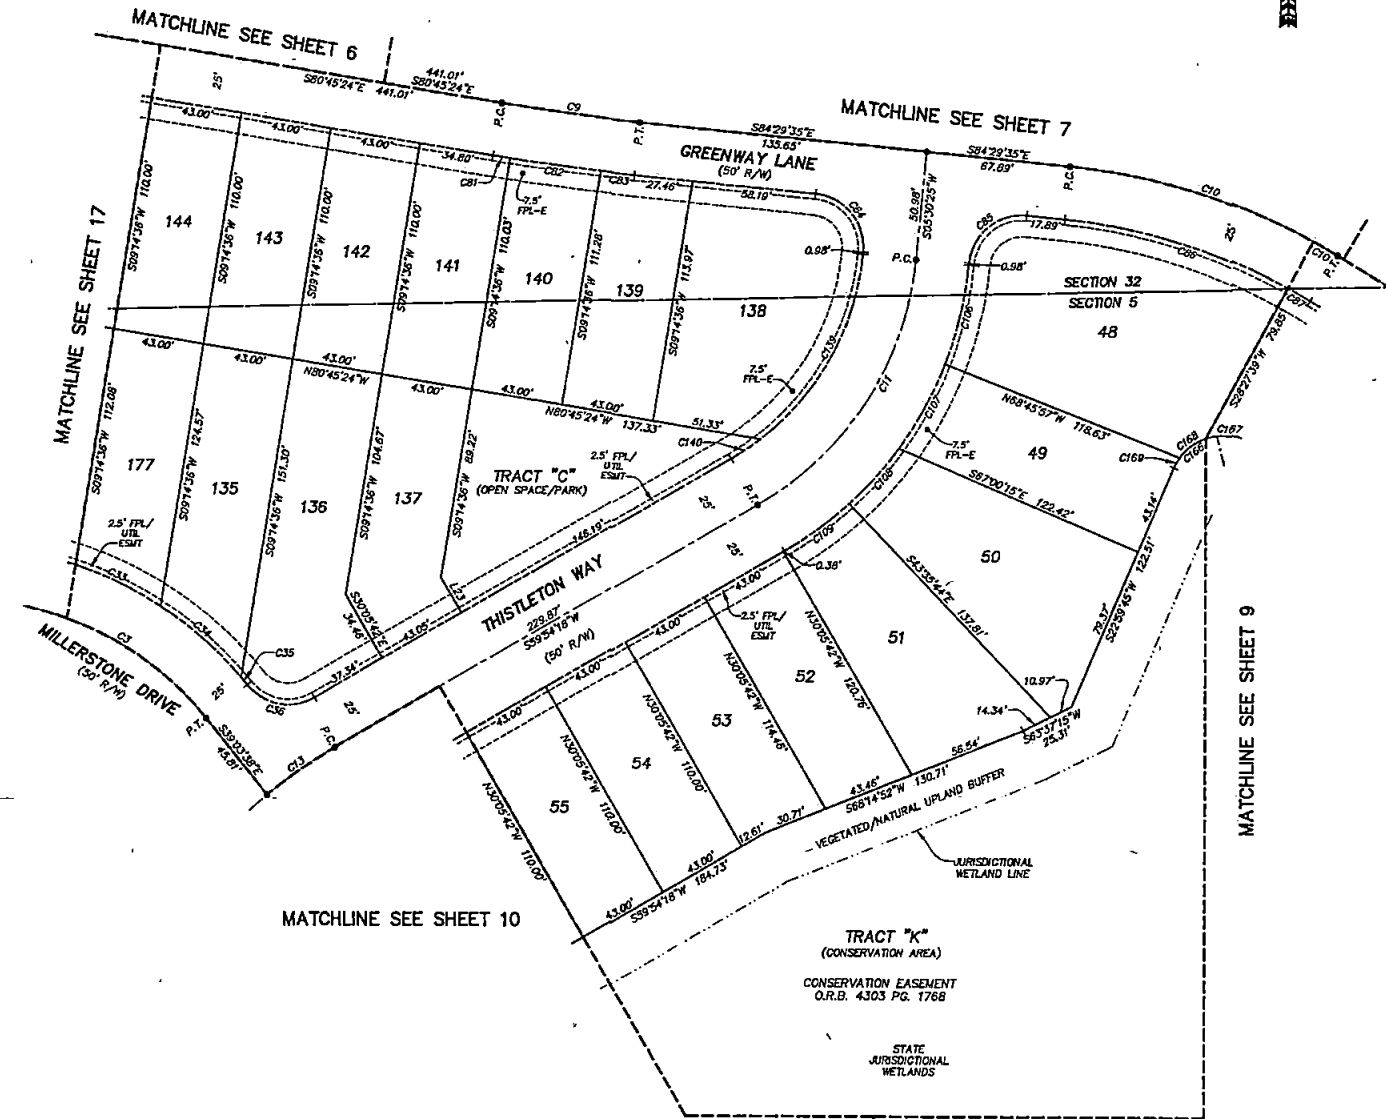 MATCHLINE SEE SHEET 6
S80°45'24"E 441.01'
441.01'
S80°45'24"E
P.C.
C9
P.T.
MATCHLINE SEE SHEET 7
S84°29'35"E
135.65'
S84°29'35"E
67.89'
P.C.
C10
25'
C10
P.T.
GREENWAY LANE
(50' R/W)
25'
43.00'
43.00'
43.00'
34.80'
C81
C82
C83
27.46'
58.19'
C84
7.5'
FPL-E
0.98'
50.98'
S05°30'25"W
P.C.
C85
17.89'
C86
C87
0.98'
MATCHLINE SEE SHEET 17
S09°14'36"W 110.00'
144
S09°14'36"W 110.00'
143
S09°14'36"W 110.00'
142
S09°14'36"W 110.00'
141
S09°14'36"W 110.03'
140
S09°14'36"W 111.28'
139
S09°14'36"W 113.97'
138
SECTION 32
SECTION 5
48
C106
C139
C11
7.5'
FPL-E
S28°27'39"W 79.85'
43.00'
43.00'
43.00'
N80°45'24"W
43.00'
43.00'
43.00'
N80°45'24"W 137.33'
51.33'
C140
N68°45'57"W 118.63'
C107
7.5'
FPL-E
49
C168
C167
C166
C169
S67°00'15"E 122.42'
C108
C109
43.14'
S22°59'45"W 122.51'
79.37'
S09°14'36"W 112.08'
177
S09°14'36"W 124.57'
135
S09°14'36"W 151.30'
136
S09°14'36"W 104.67'
137
S09°14'36"W 89.22'
TRACT "C"
(OPEN SPACE/PARK)
2.5' FPL/
UTIL
ESMT
25'
P.T.
25'
146.19'
L23
2.5' FPL/
UTIL
ESMT
C33
C34
C35
C36
37.34'
43.05'
S30°05'42"E
34.46'
THISTLETON WAY
229.87'
S59°54'18"W
(50' R/W)
C3
MILLERSTONE DRIVE
(50' R/W)
25'
P.T.
S39°03'38"E
45.81'
C13
P.C.
25'
43.00'
0.38'
2.5' FPL/
UTIL
ESMT
43.00'
43.00'
43.00'
50
S43°35'44"E 137.81'
51
N30°05'42"W 120.76'
52
N30°05'42"W 114.46'
53
N30°05'42"W 110.00'
54
N30°05'42"W 110.00'
55
N30°05'42"W 110.00'
10.97'
14.34'
S63°37'15"W
25.31'
56.54'
43.46'
S68°14'52"W 130.71'
30.71'
12.61'
43.00'
43.00'
S59°54'18"W 184.73'
VEGETATED/NATURAL UPLAND BUFFER
JURISDICTIONAL
WETLAND LINE
MATCHLINE SEE SHEET 9
MATCHLINE SEE SHEET 10
TRACT "K"
(CONSERVATION AREA)
CONSERVATION EASEMENT
O.R.B. 4303 PG. 1768
STATE
JURISDICTIONAL
WETLANDS